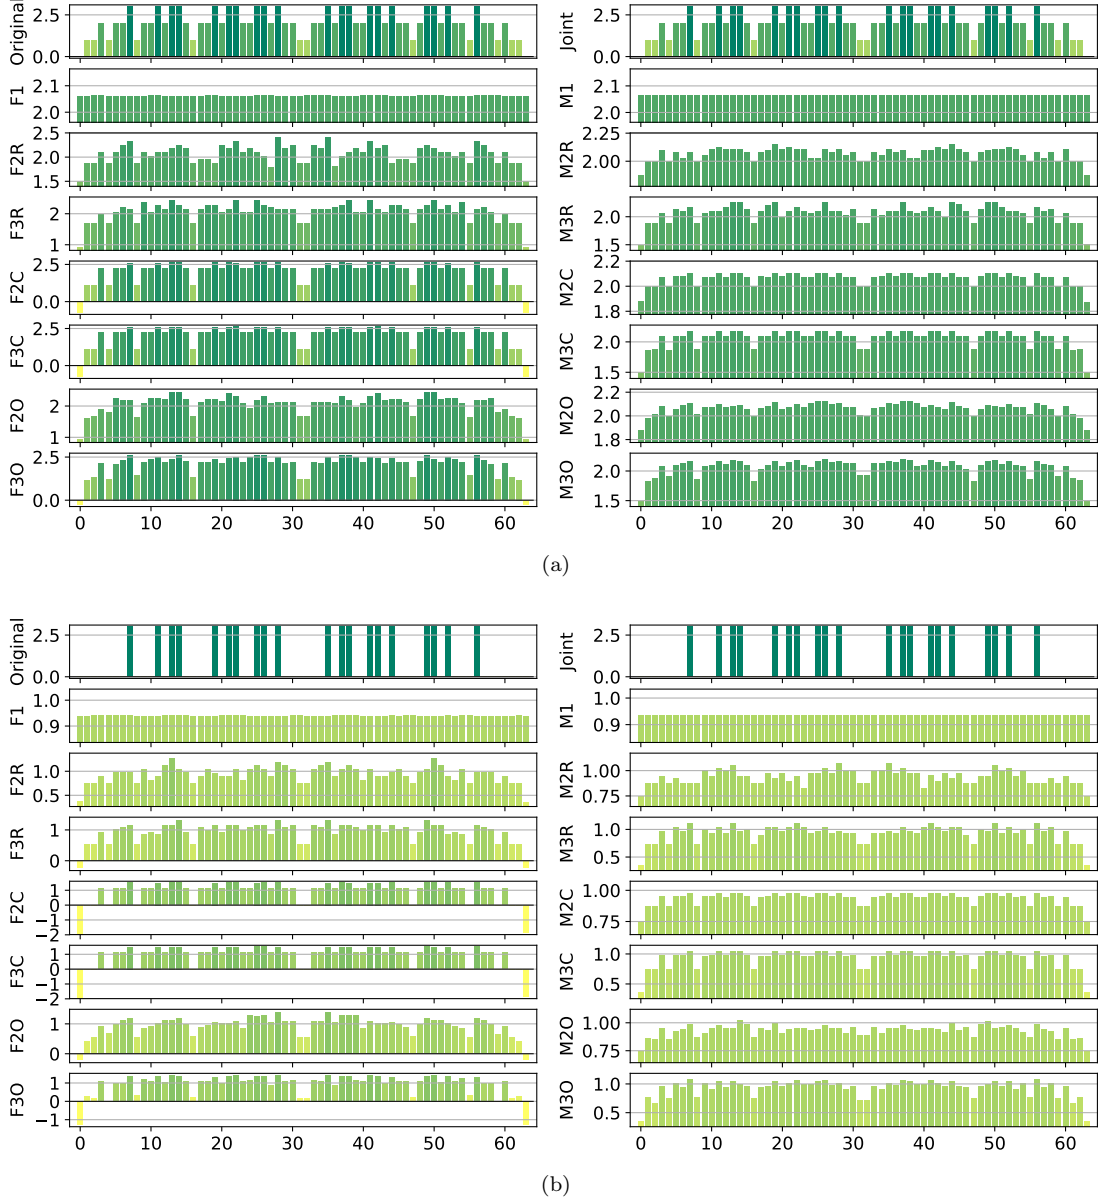 Original 2.5 0.0
F1 2.1 2.0
F2R 2.5 2.0 1.5
F3R 2 1
F2C 2.5 0.0
F3C 2.5 0.0
F2O 2 1
F3O 2.5 0.0
0 10 20 30 40 50 60
Joint 2.5 0.0
M1 2.1 2.0
M2R 2.25 2.00
M3R 2.0 1.5
M2C 2.2 2.0 1.8
M3C 2.0 1.5
M2O 2.2 2.0 1.8
M3O 2.0 1.5
0 10 20 30 40 50 60
(a)
Original 2.5 0.0
F1 1.0 0.9
F2R 1.0 0.5
F3R 1 0
F2C 1 0 −1 −2
F3C 1 0 −1 −2
F2O 1 0
F3O 1 0 −1
0 10 20 30 40 50 60
Joint 2.5 0.0
M1 1.0 0.9
M2R 1.00 0.75
M3R 1.0 0.5
M2C 1.00 0.75
M3C 1.0 0.5
M2O 1.00 0.75
M3O 1.0 0.5
0 10 20 30 40 50 60
(b)